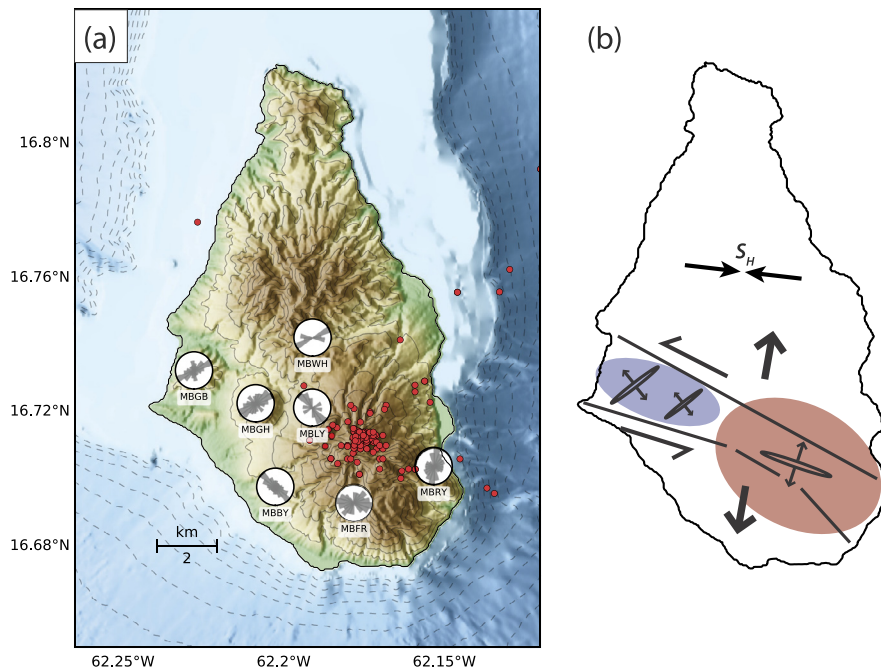 (a)
(b)
16.8°N
16.76°N
16.72°N
16.68°N
MBWH
MBGB
MBGH
MBLY
MBRY
MBBY
MBFR
km
2
62.25°W
62.2°W
62.15°W
S_H